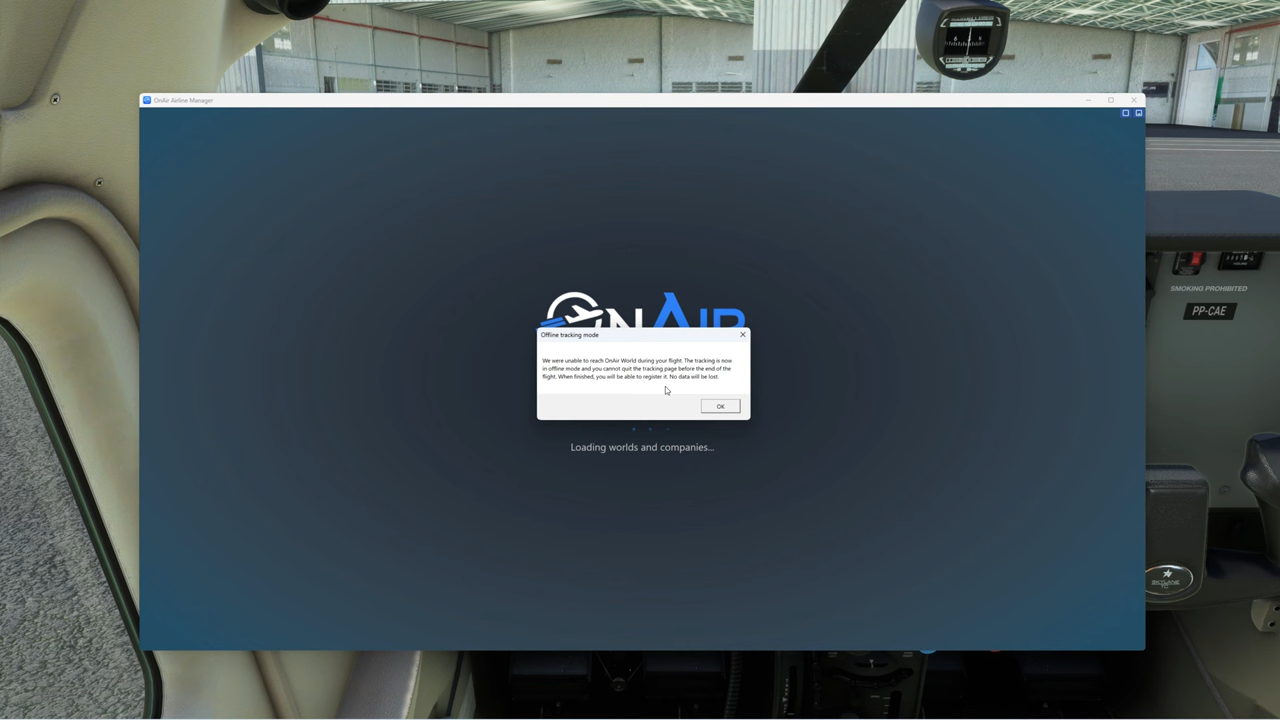 OnAir Airline Manager
SMOKING PROHIBITED
PP-CAE
ONAIR
Offline tracking mode
We were unable to reach OnAir World during your flight. The tracking is now
in offline mode and you cannot quit the tracking page before the end of the
flight. When finished, you will be able to register it. No data will be lost.
OK
Loading worlds and companies...
SKYLANE